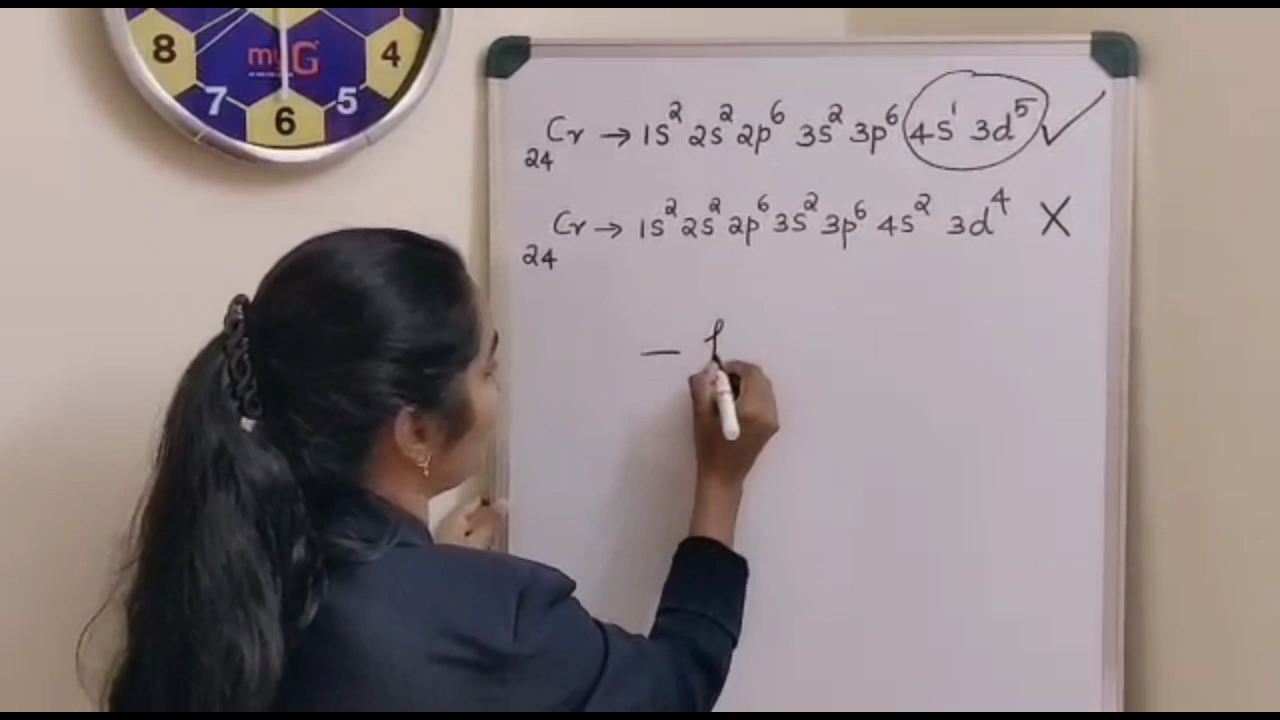 8 myG 4
7 5
6
₂₄Cr → 1s² 2s² 2p⁶ 3s² 3p⁶ 4s¹ 3d⁵ ✓
₂₄Cr → 1s² 2s² 2p⁶ 3s² 3p⁶ 4s² 3d⁴ X
—